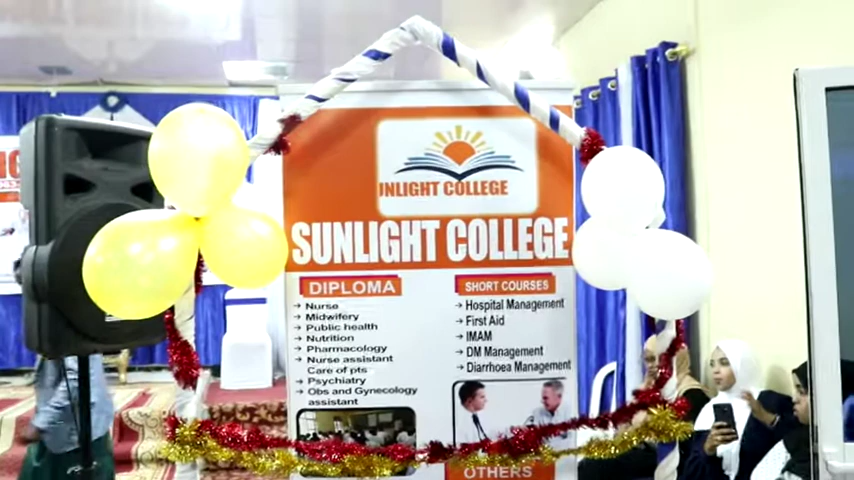 UNLIGHT COLLEGE
SUNLIGHT COLLEGE
DIPLOMA
→ Nurse
→ Midwifery
→ Public health
→ Nutrition
→ Pharmacology
→ Nurse assistant
Care of pts
→ Psychiatry
→ Obs and Gynecology
assistant
SHORT COURSES
→ Hospital Management
→ First Aid
→ IMAM
→ DM Management
→ Diarrhoea Management
OTHERS